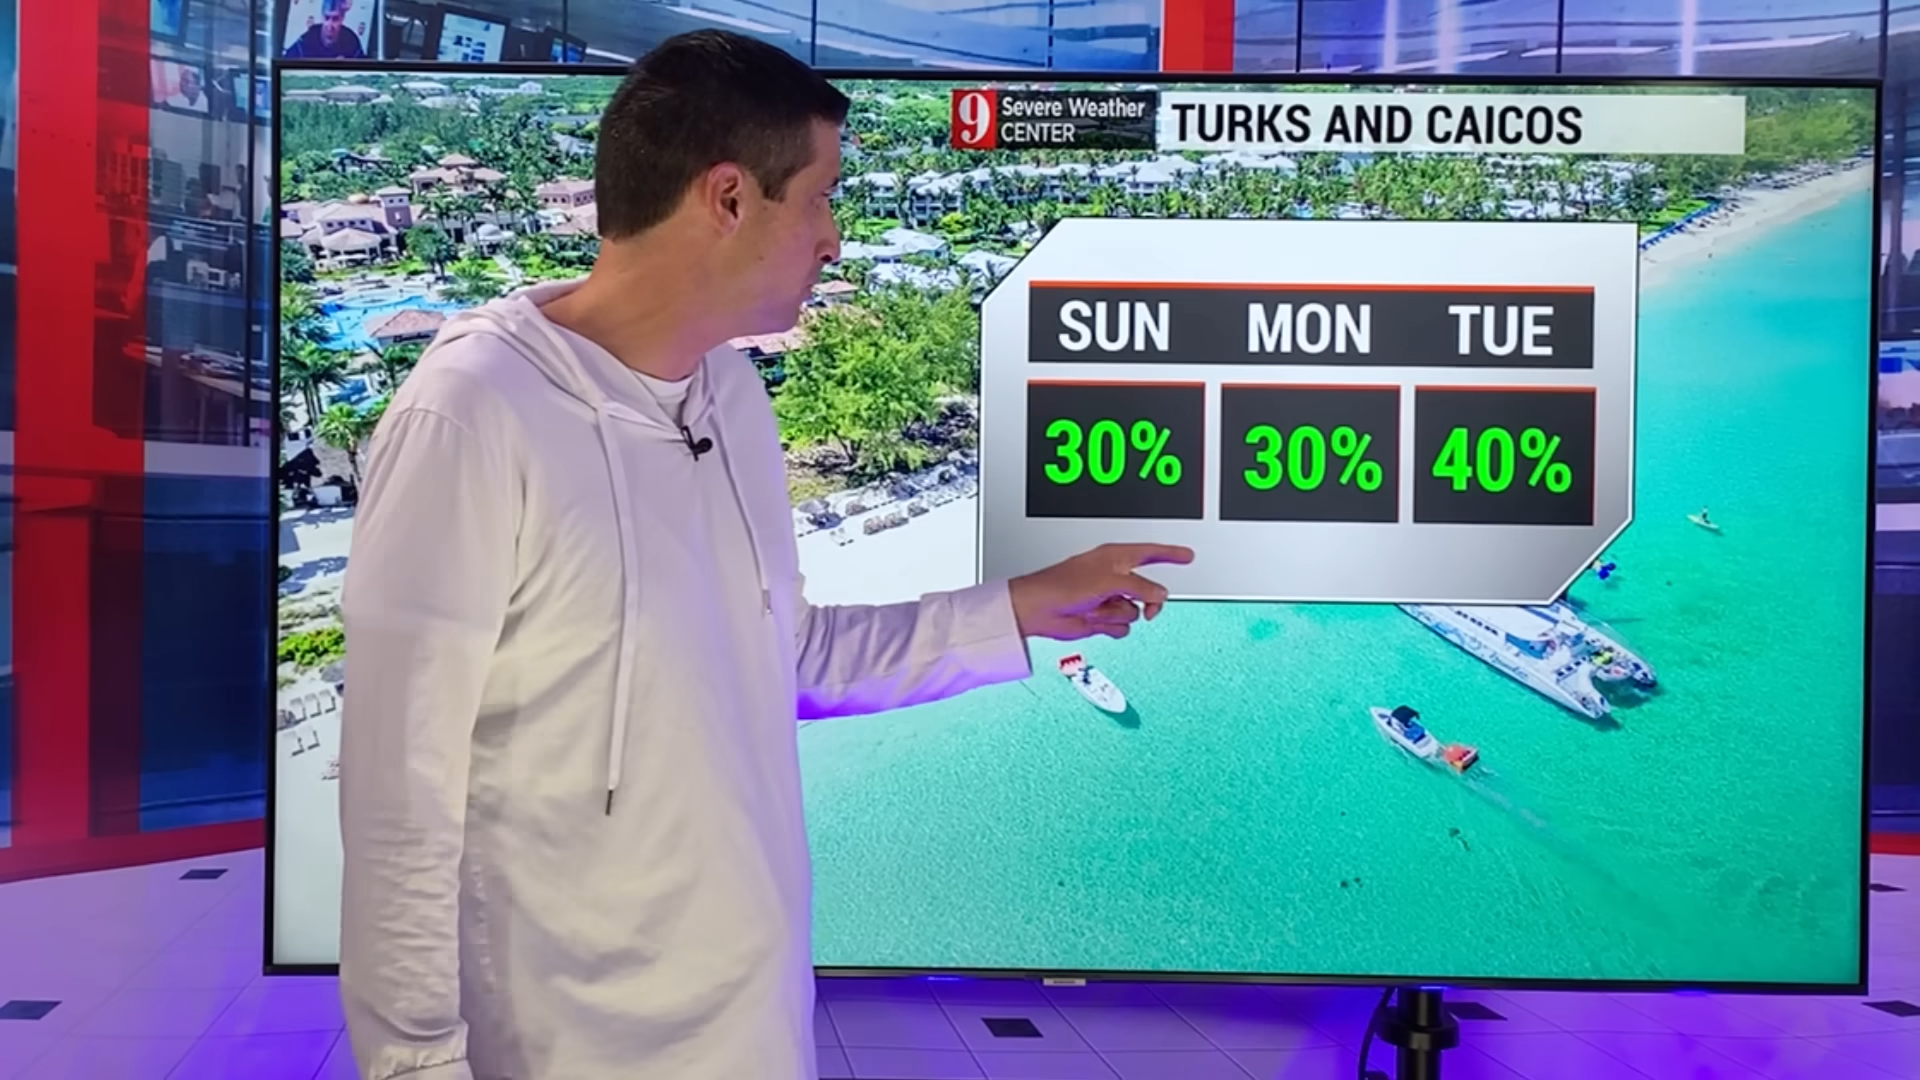 9 Severe Weather
CENTER
TURKS AND CAICOS
SUN MON TUE
30% 30% 40%